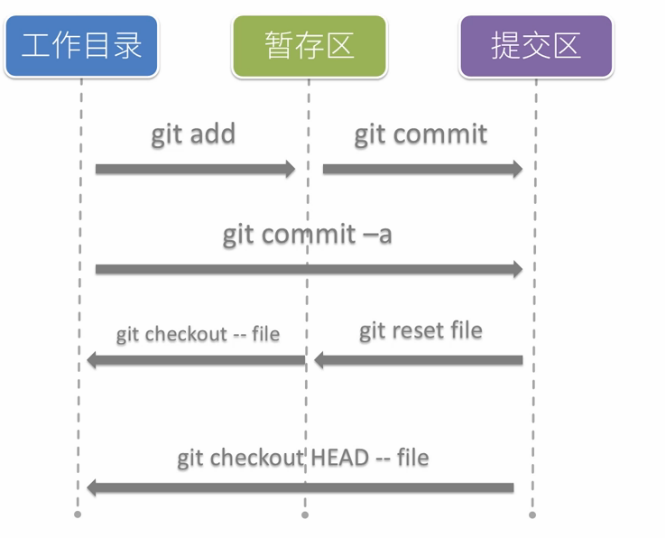 工作目录
暂存区
提交区
git add
git commit
git commit –a
git checkout -- file
git reset file
git checkout HEAD -- file